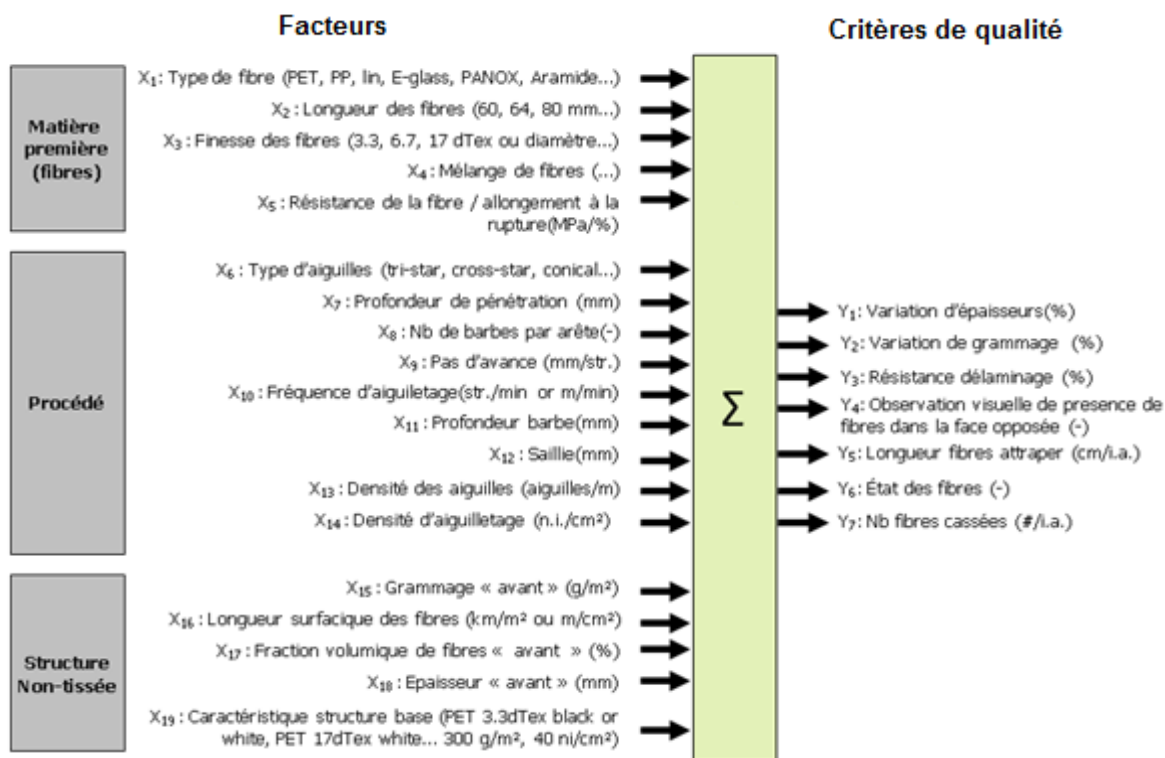 Facteurs
Critères de qualité
Matière
première
(fibres)
X₁: Type de fibre (PET, PP, lin, E-glass, PANOX, Aramide...)
X₂ : Longueur des fibres (60, 64, 80 mm...)
X₃ : Finesse des fibres (3.3, 6.7, 17 dTex ou diamètre...)
X₄ : Mélange de fibres (...)
X₅ : Résistance de la fibre / allongement à la
rupture(MPa/%)
Procédé
X₆ : Type d'aiguilles (tri-star, cross-star, conical...)
X₇ : Profondeur de pénétration (mm)
X₈ : Nb de barbes par arête(-)
X₉ : Pas d'avance (mm/str.)
X₁₀ : Fréquence d'aiguiletage(str./min or m/min)
X₁₁ : Profondeur barbe(mm)
X₁₂ : Saillie(mm)
X₁₃ : Densité des aiguilles (aiguilles/m)
X₁₄ : Densité d'aiguilletage (n.i./cm²)
Structure
Non-tissée
X₁₅ : Grammage « avant » (g/m²)
X₁₆ : Longueur surfacique des fibres (km/m² ou m/cm²)
X₁₇ : Fraction volumique de fibres « avant » (%)
X₁₈ : Epaisseur « avant » (mm)
X₁₉ : Caractéristique structure base (PET 3.3dTex black or
white, PET 17dTex white... 300 g/m², 40 ni/cm²)
Σ
Y₁: Variation d'épaisseurs(%)
Y₂: Variation de grammage (%)
Y₃: Résistance délaminage (%)
Y₄: Observation visuelle de presence de
fibres dans la face opposée (-)
Y₅: Longueur fibres attraper (cm/i.a.)
Y₆: État des fibres (-)
Y₇: Nb fibres cassées (#/i.a.)